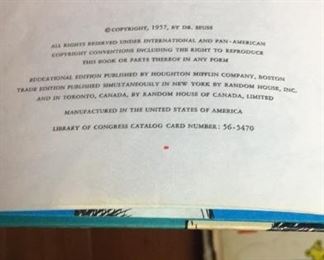 ©COPYRIGHT, 1957, BY DR. SEUSS
ALL RIGHTS RESERVED UNDER INTERNATIONAL AND PAN-AMERICAN
COPYRIGHT CONVENTIONS INCLUDING THE RIGHT TO REPRODUCE
THIS BOOK OR PARTS THEREOF IN ANY FORM
EDUCATIONAL EDITION PUBLISHED BY HOUGHTON MIFFLIN COMPANY, BOSTON
TRADE EDITION PUBLISHED SIMULTANEOUSLY IN NEW YORK BY RANDOM HOUSE, INC.
AND IN TORONTO, CANADA, BY RANDOM HOUSE OF CANADA, LIMITED
MANUFACTURED IN THE UNITED STATES OF AMERICA
LIBRARY OF CONGRESS CATALOG CARD NUMBER: 56-5470